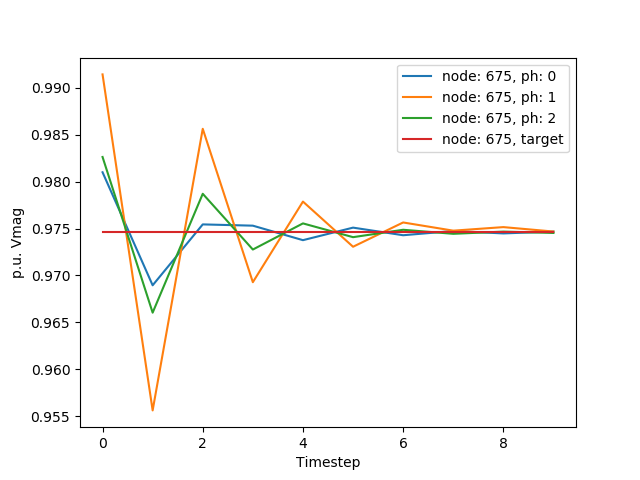 node: 675, ph: 0
node: 675, ph: 1
node: 675, ph: 2
node: 675, target
0.990
0.985
0.980
0.975
0.970
0.965
0.960
0.955
p.u. Vmag
0 2 4 6 8
Timestep